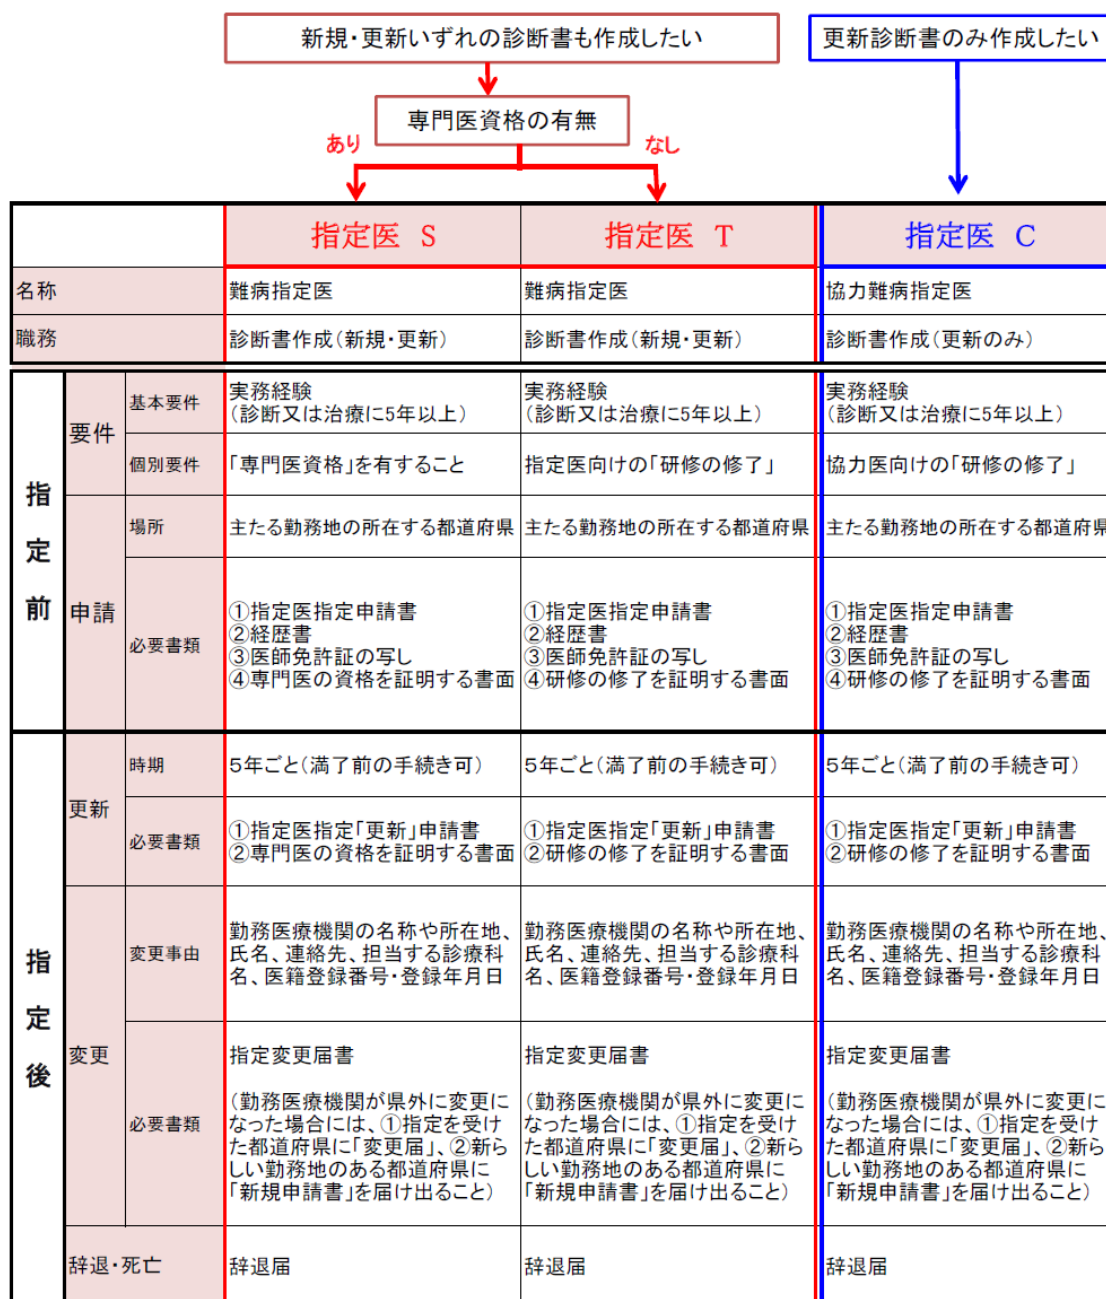 新規・更新いずれの診断書も作成したい
更新診断書のみ作成したい
専門医資格の有無
あり
なし
指定医 S
指定医 T
指定医 C
名称
難病指定医
難病指定医
協力難病指定医
職務
診断書作成(新規・更新)
診断書作成(新規・更新)
診断書作成(更新のみ)
指定前
要件
基本要件
実務経験
(診断又は治療に5年以上)
実務経験
(診断又は治療に5年以上)
実務経験
(診断又は治療に5年以上)
個別要件
「専門医資格」を有すること
指定医向けの「研修の修了」
協力医向けの「研修の修了」
申請
場所
主たる勤務地の所在する都道府県
主たる勤務地の所在する都道府県
主たる勤務地の所在する都道府県
必要書類
①指定医指定申請書
②経歴書
③医師免許証の写し
④専門医の資格を証明する書面
①指定医指定申請書
②経歴書
③医師免許証の写し
④研修の修了を証明する書面
①指定医指定申請書
②経歴書
③医師免許証の写し
④研修の修了を証明する書面
指定後
更新
時期
5年ごと(満了前の手続き可)
5年ごと(満了前の手続き可)
5年ごと(満了前の手続き可)
必要書類
①指定医指定「更新」申請書
②専門医の資格を証明する書面
①指定医指定「更新」申請書
②研修の修了を証明する書面
①指定医指定「更新」申請書
②研修の修了を証明する書面
変更
変更事由
勤務医療機関の名称や所在地、
氏名、連絡先、担当する診療科
名、医籍登録番号・登録年月日
勤務医療機関の名称や所在地、
氏名、連絡先、担当する診療科
名、医籍登録番号・登録年月日
勤務医療機関の名称や所在地、
氏名、連絡先、担当する診療科
名、医籍登録番号・登録年月日
必要書類
指定変更届書
(勤務医療機関が県外に変更に
なった場合には、①指定を受け
た都道府県に「変更届」、②新ら
しい勤務地のある都道府県に
「新規申請書」を届け出ること)
指定変更届書
(勤務医療機関が県外に変更に
なった場合には、①指定を受け
た都道府県に「変更届」、②新ら
しい勤務地のある都道府県に
「新規申請書」を届け出ること)
指定変更届書
(勤務医療機関が県外に変更に
なった場合には、①指定を受け
た都道府県に「変更届」、②新ら
しい勤務地のある都道府県に
「新規申請書」を届け出ること)
辞退・死亡
辞退届
辞退届
辞退届